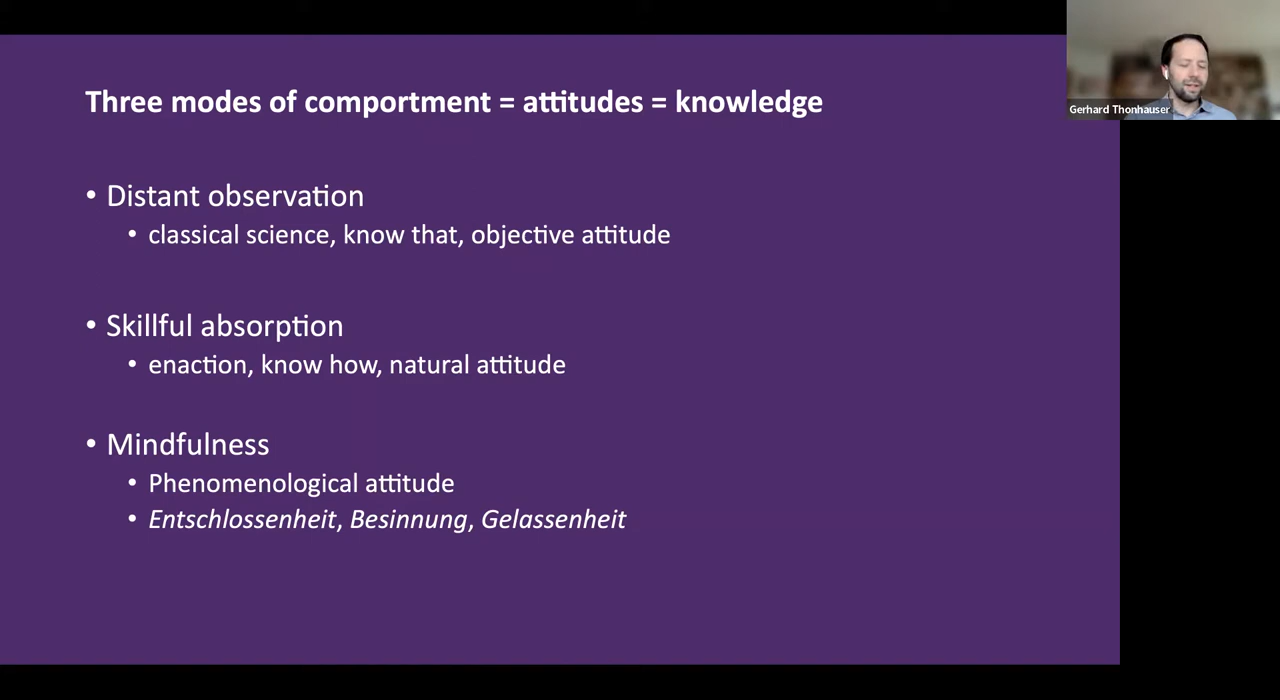 Three modes of comportment = attitudes = knowledge
Gerhard Thonhauser
• Distant observation
• classical science, know that, objective attitude
• Skillful absorption
• enaction, know how, natural attitude
• Mindfulness
• Phenomenological attitude
• Entschlossenheit, Besinnung, Gelassenheit